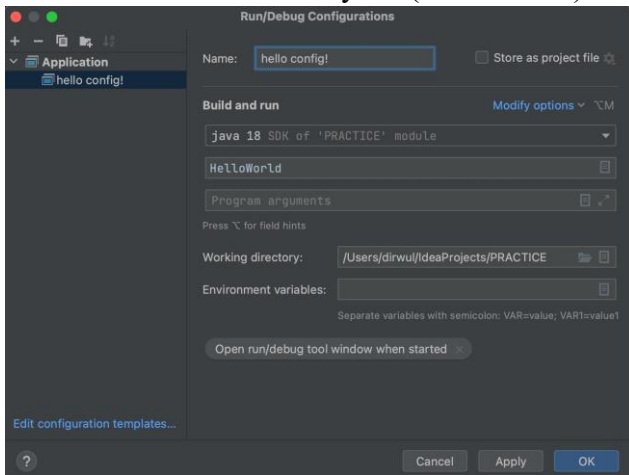 Run/Debug Configurations
Application
hello config!
Name: hello config!
Store as project file
Build and run
Modify options ⌥M
java 18 SDK of 'PRACTICE' module
HelloWorld
Program arguments
Press ⌥ for field hints
Working directory: /Users/dirwul/IdeaProjects/PRACTICE
Environment variables:
Separate variables with semicolon: VAR=value; VAR1=value1
Open run/debug tool window when started ×
Edit configuration templates...
? Cancel Apply OK